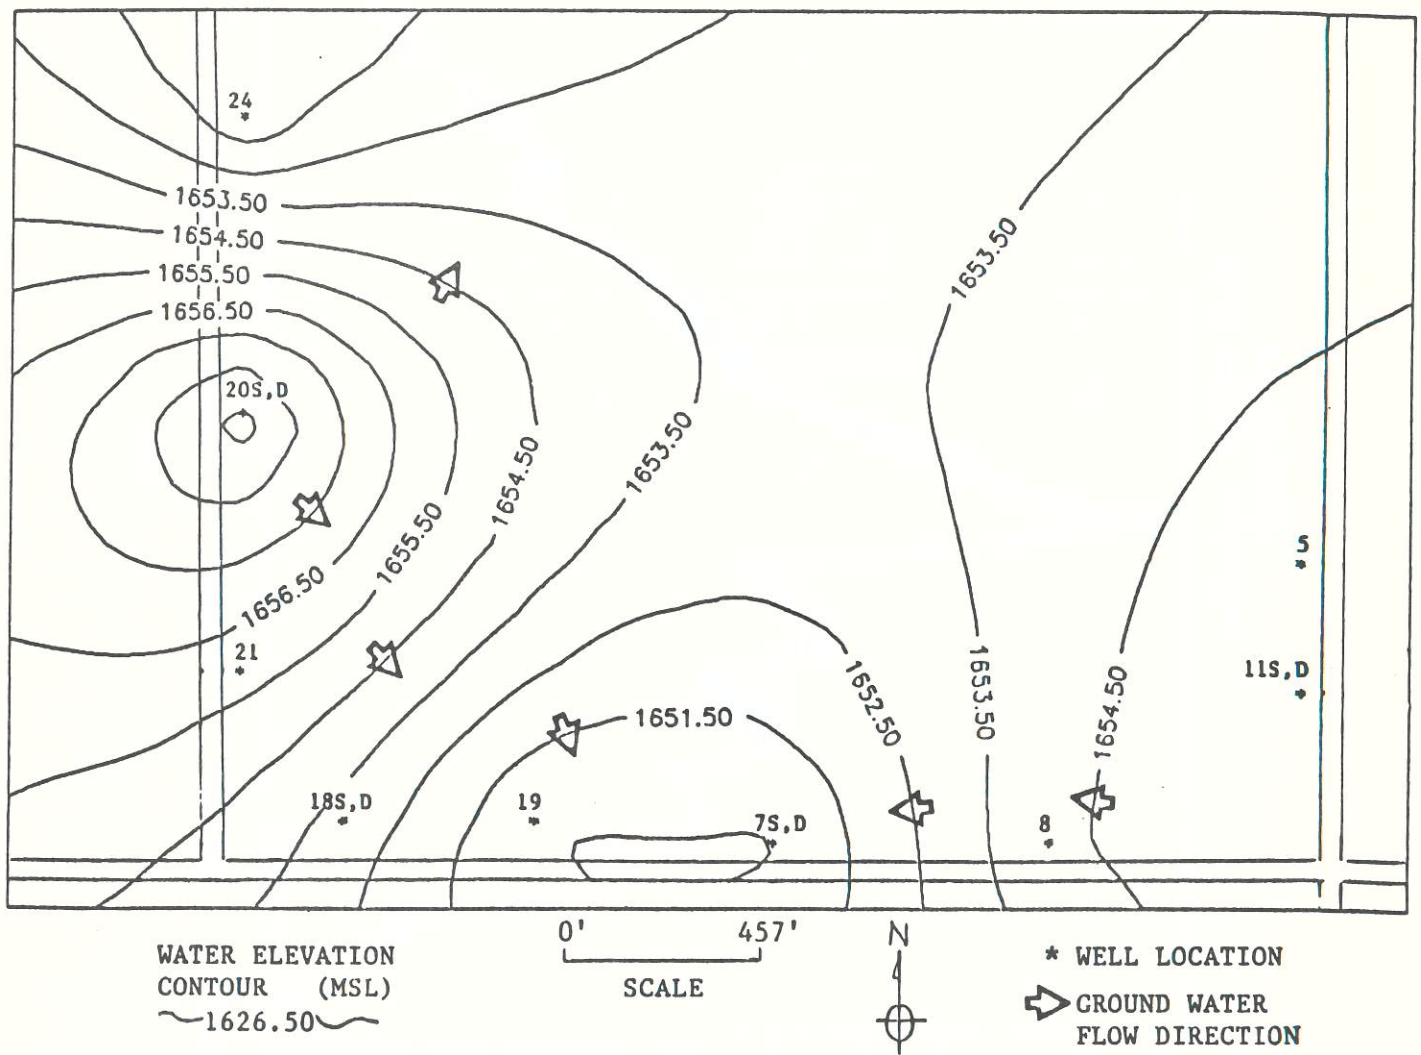 24
1653.50
1654.50
1655.50
1656.50
20S,D
1653.50
1653.50
1654.50
1655.50
1656.50
5
21
11S,D
1652.50
1653.50
1654.50
1651.50
18S,D
19
7S,D
8
0' 457'
SCALE
N
WATER ELEVATION
CONTOUR (MSL)
1626.50
* WELL LOCATION
GROUND WATER
FLOW DIRECTION